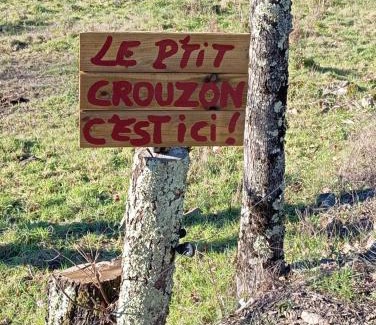 LE P'TIT
CROUZON
C'EST ICI !